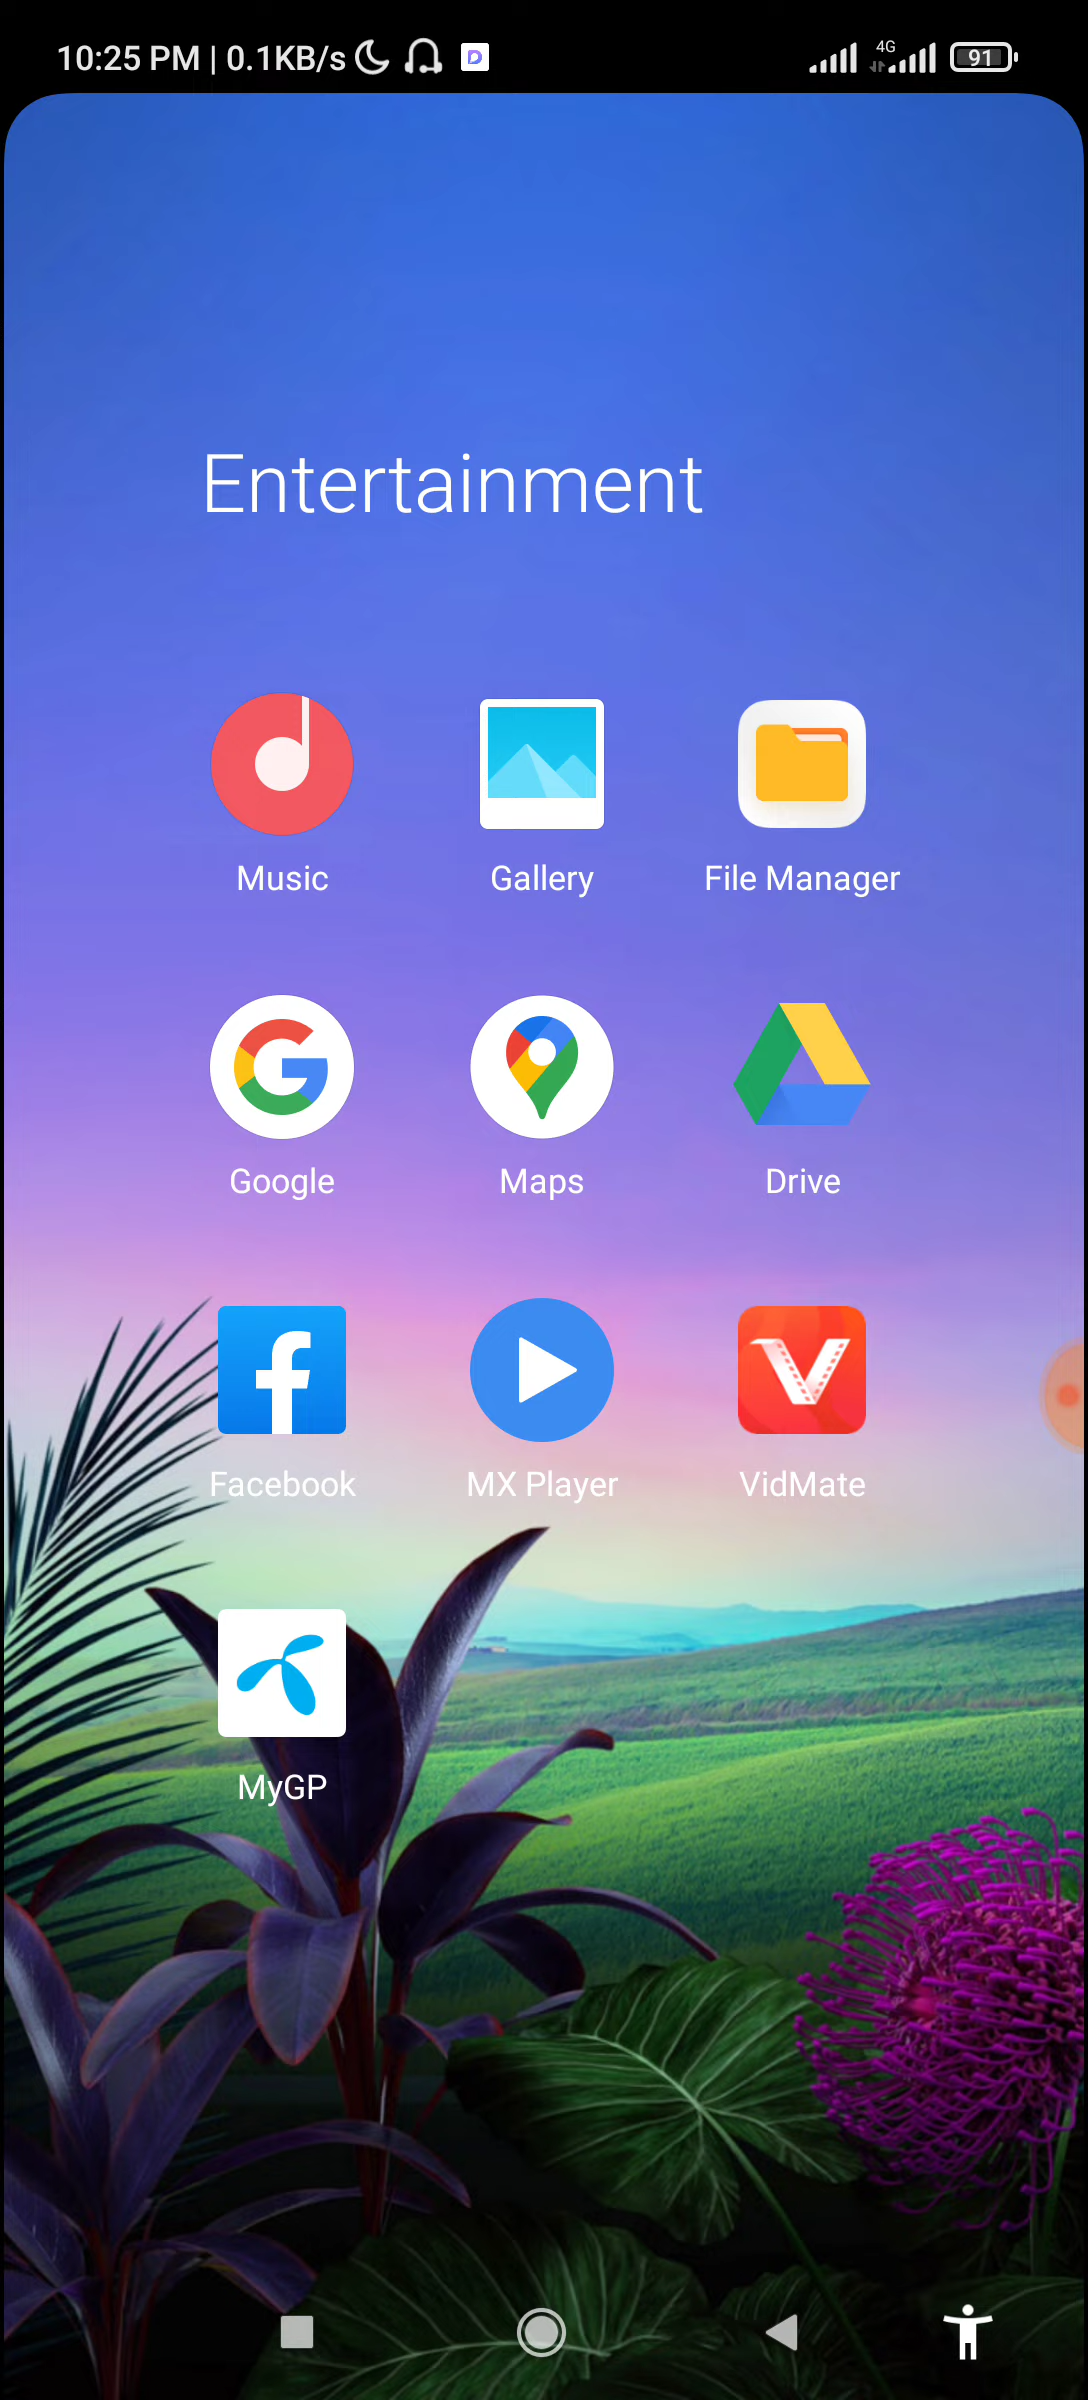 10:25 PM | 0.1KB/s 4G 91
Entertainment
Music Gallery File Manager
Google Maps Drive
Facebook MX Player VidMate
MyGP